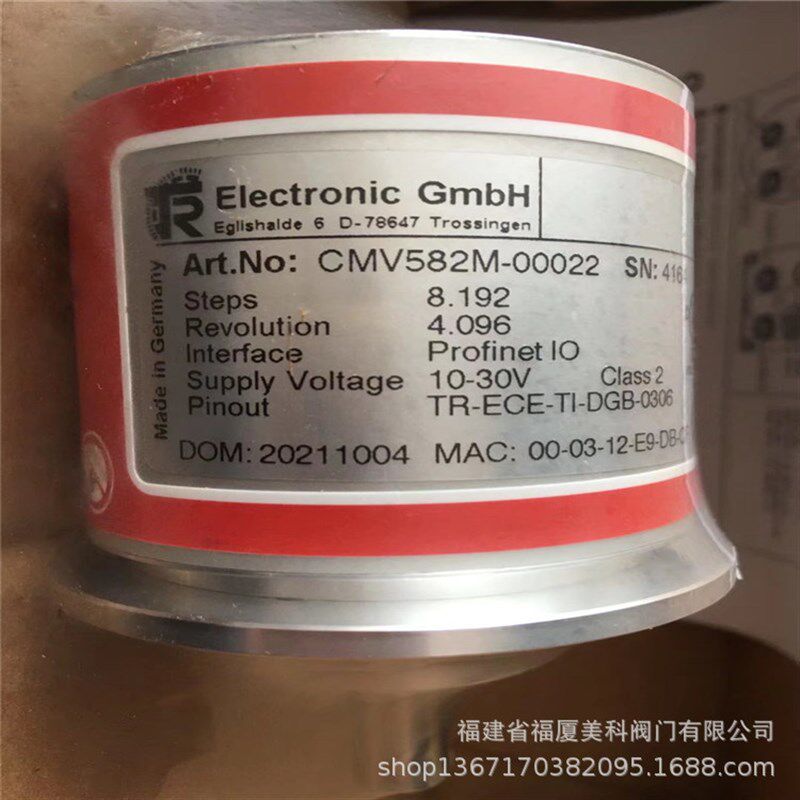 TR Electronic GmbH
Eglishalde 6 D-78647 Trossingen
Made in Germany
Art.No: CMV582M-00022 SN: 416
Steps 8.192
Revolution 4.096
Interface Profinet IO
Supply Voltage 10-30V Class 2
Pinout TR-ECE-TI-DGB-0306
DOM: 20211004 MAC: 00-03-12-E9-DB-
福建省福厦美科阀门有限公司
shop1367170382095.1688.com